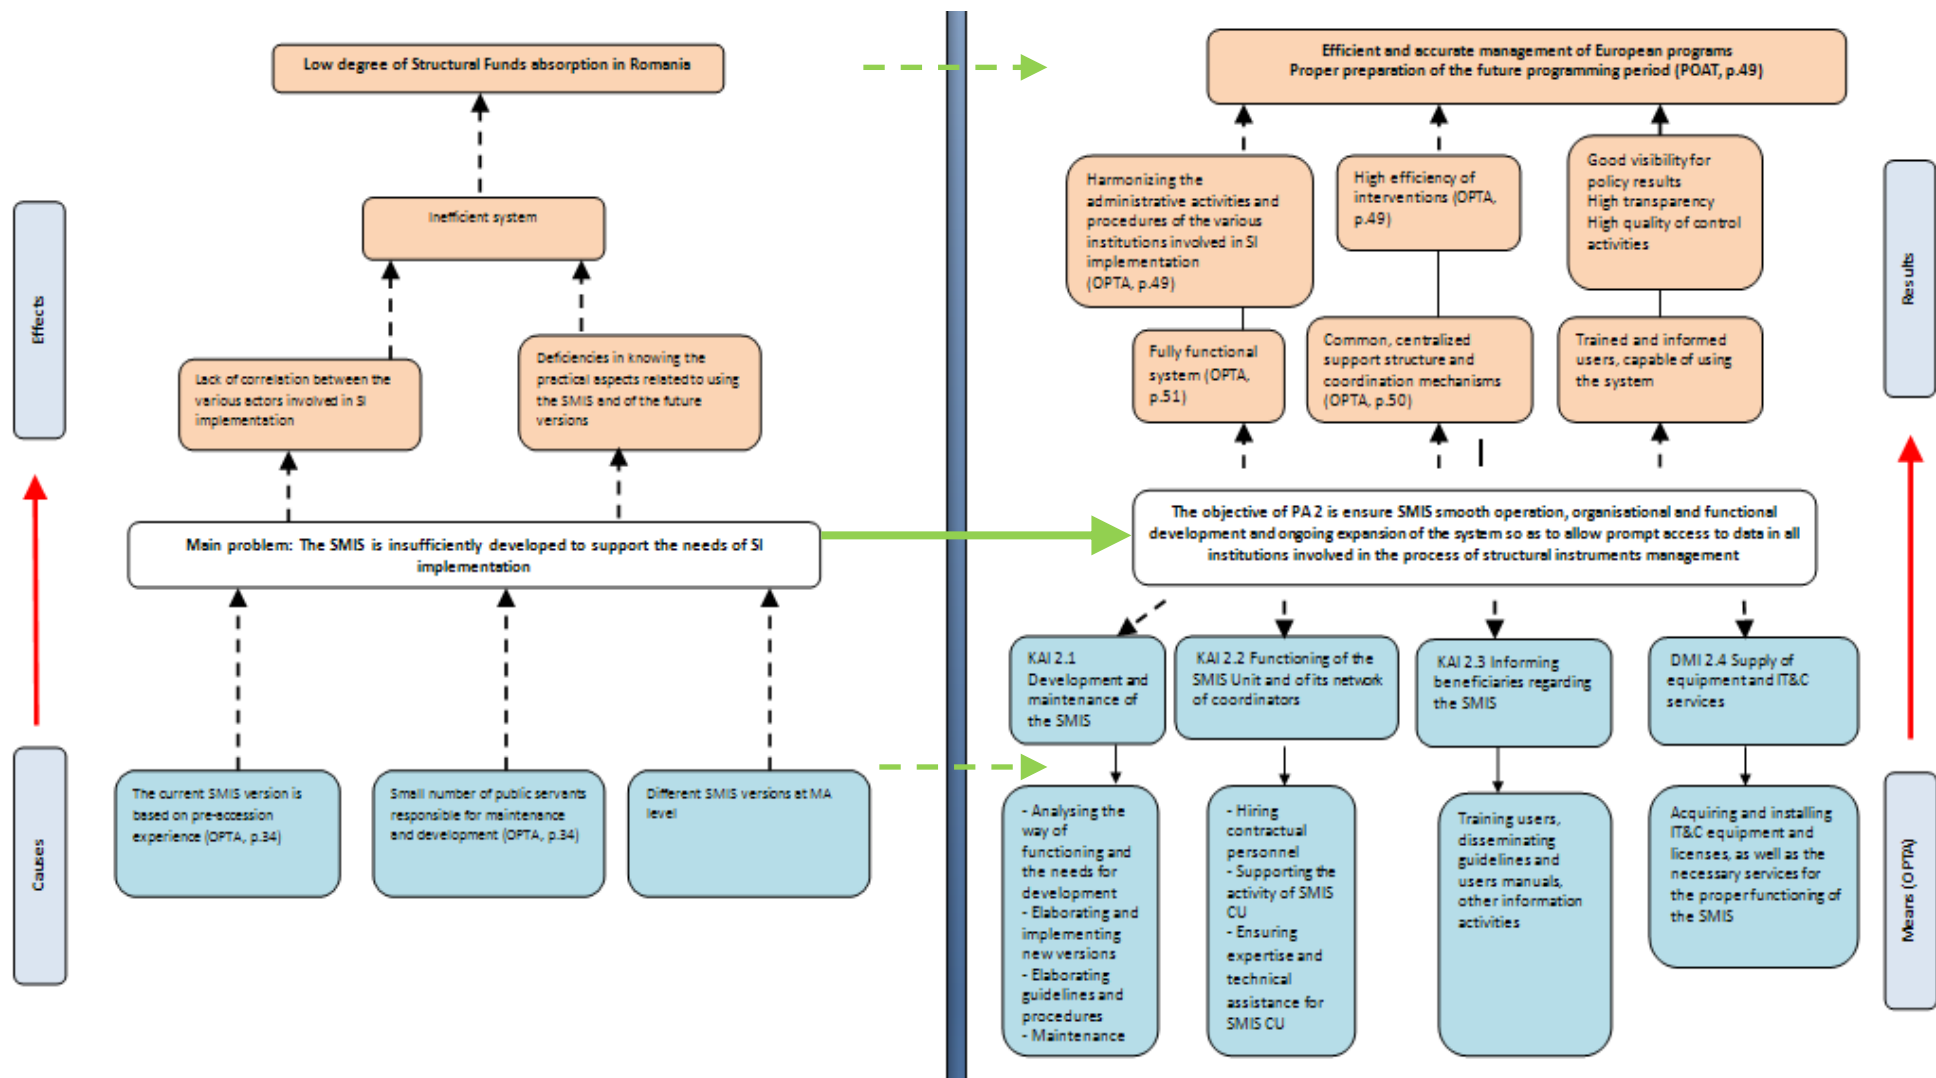 Low degree of Structural Funds absorption in Romania
Inefficient system
Lack of correlation between the
various actors involved in SI
implementation
Deficiencies in knowing the
practical aspects related to using
the SMIS and of the future
versions
Main problem: The SMIS is insufficiently developed to support the needs of SI
implementation
The current SMIS version is
based on pre-accession
experience (OPTA, p.34)
Small number of public servants
responsible for maintenance
and development (OPTA, p.34)
Different SMIS versions at MA
level
Effects
Causes
Efficient and accurate management of European programs
Proper preparation of the future programming period (POAT, p.49)
Harmonizing the
administrative activities and
procedures of the various
institutions involved in SI
implementation
(OPTA, p.49)
High efficiency of
interventions (OPTA,
p.49)
Good visibility for
policy results
High transparency
High quality of control
activities
Fully functional
system (OPTA,
p.51)
Common, centralized
support structure and
coordination mechanisms
(OPTA, p.50)
Trained and informed
users, capable of using
the system
The objective of PA 2 is ensure SMIS smooth operation, organisational and functional
development and ongoing expansion of the system so as to allow prompt access to data in all
institutions involved in the process of structural instruments management
KAI 2.1
Development and
maintenance of
the SMIS
KAI 2.2 Functioning of the
SMIS Unit and of its network
of coordinators
KAI 2.3 Informing
beneficiaries regarding
the SMIS
DMI 2.4 Supply of
equipment and IT&C
services
- Analysing the
way of
functioning and
the needs for
development
- Elaborating and
implementing
new versions
- Elaborating
guidelines and
procedures
- Maintenance
- Hiring
contractual
personnel
- Supporting the
activity of SMIS
CU
- Ensuring
expertise and
technical
assistance for
SMIS CU
Training users,
disseminating
guidelines and
users manuals,
other information
activities
Acquiring and installing
IT&C equipment and
licenses, as well as the
necessary services for
the proper functioning of
the SMIS
Results
Means (OPTA)